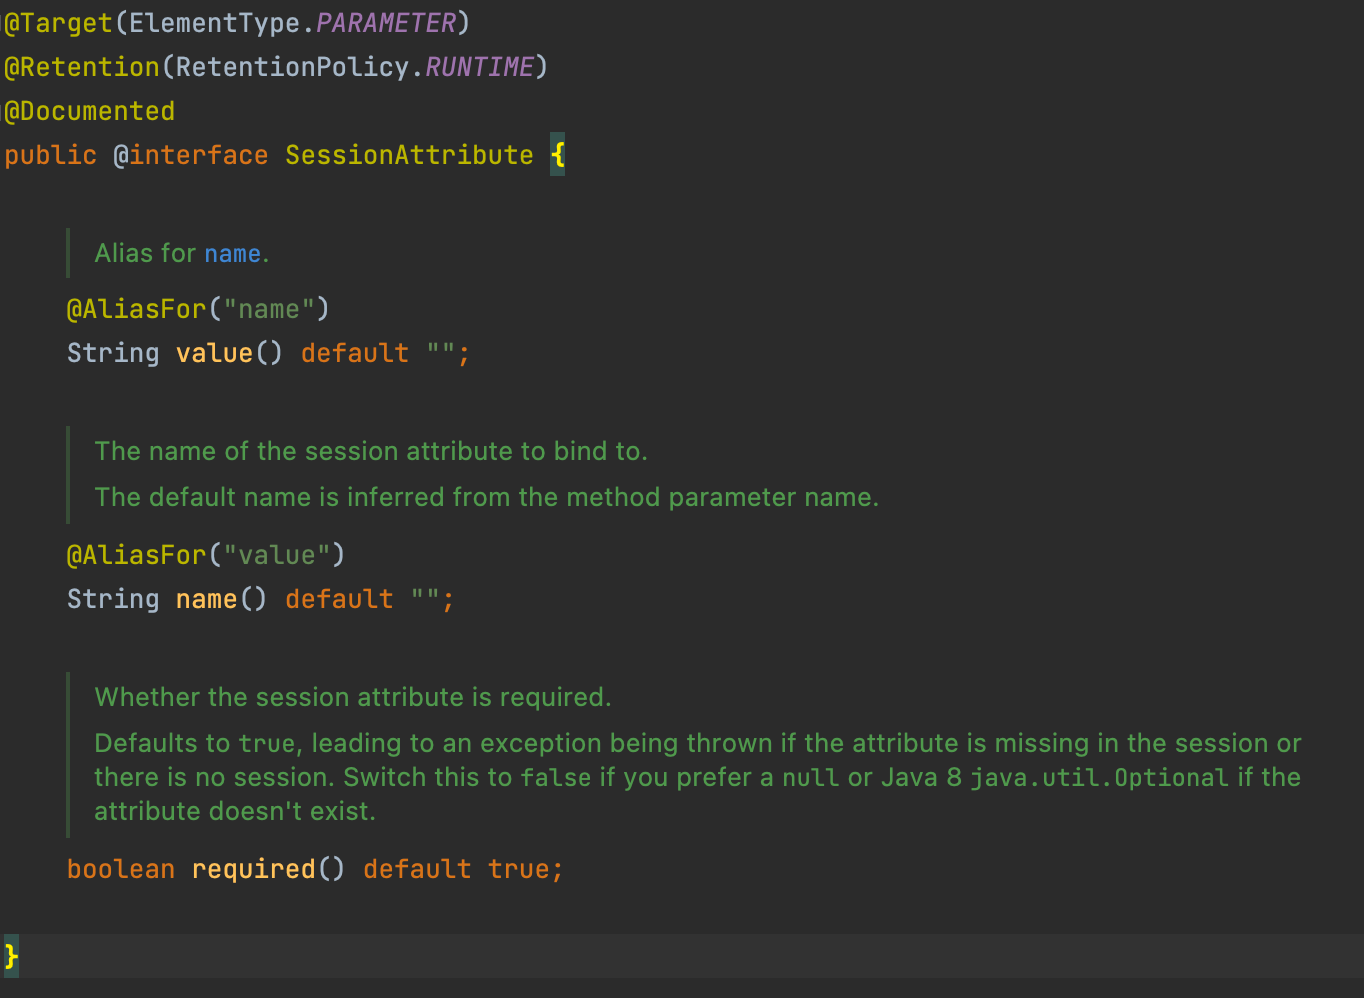 @Target(ElementType.PARAMETER)
@Retention(RetentionPolicy.RUNTIME)
@Documented
public @interface SessionAttribute {
Alias for name.
@AliasFor("name")
String value() default "";
The name of the session attribute to bind to.
The default name is inferred from the method parameter name.
@AliasFor("value")
String name() default "";
Whether the session attribute is required.
Defaults to true, leading to an exception being thrown if the attribute is missing in the session or
there is no session. Switch this to false if you prefer a null or Java 8 java.util.Optional if the
attribute doesn't exist.
boolean required() default true;
}